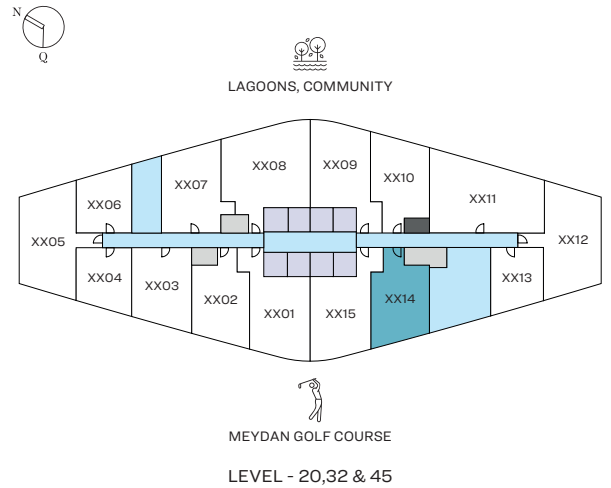 N
Q
LAGOONS, COMMUNITY
XX08
XX09
XX07
XX10
XX11
XX06
XX05
XX12
XX04
XX03
XX13
XX02
XX14
XX01
XX15
MEYDAN GOLF COURSE
LEVEL - 20,32 & 45